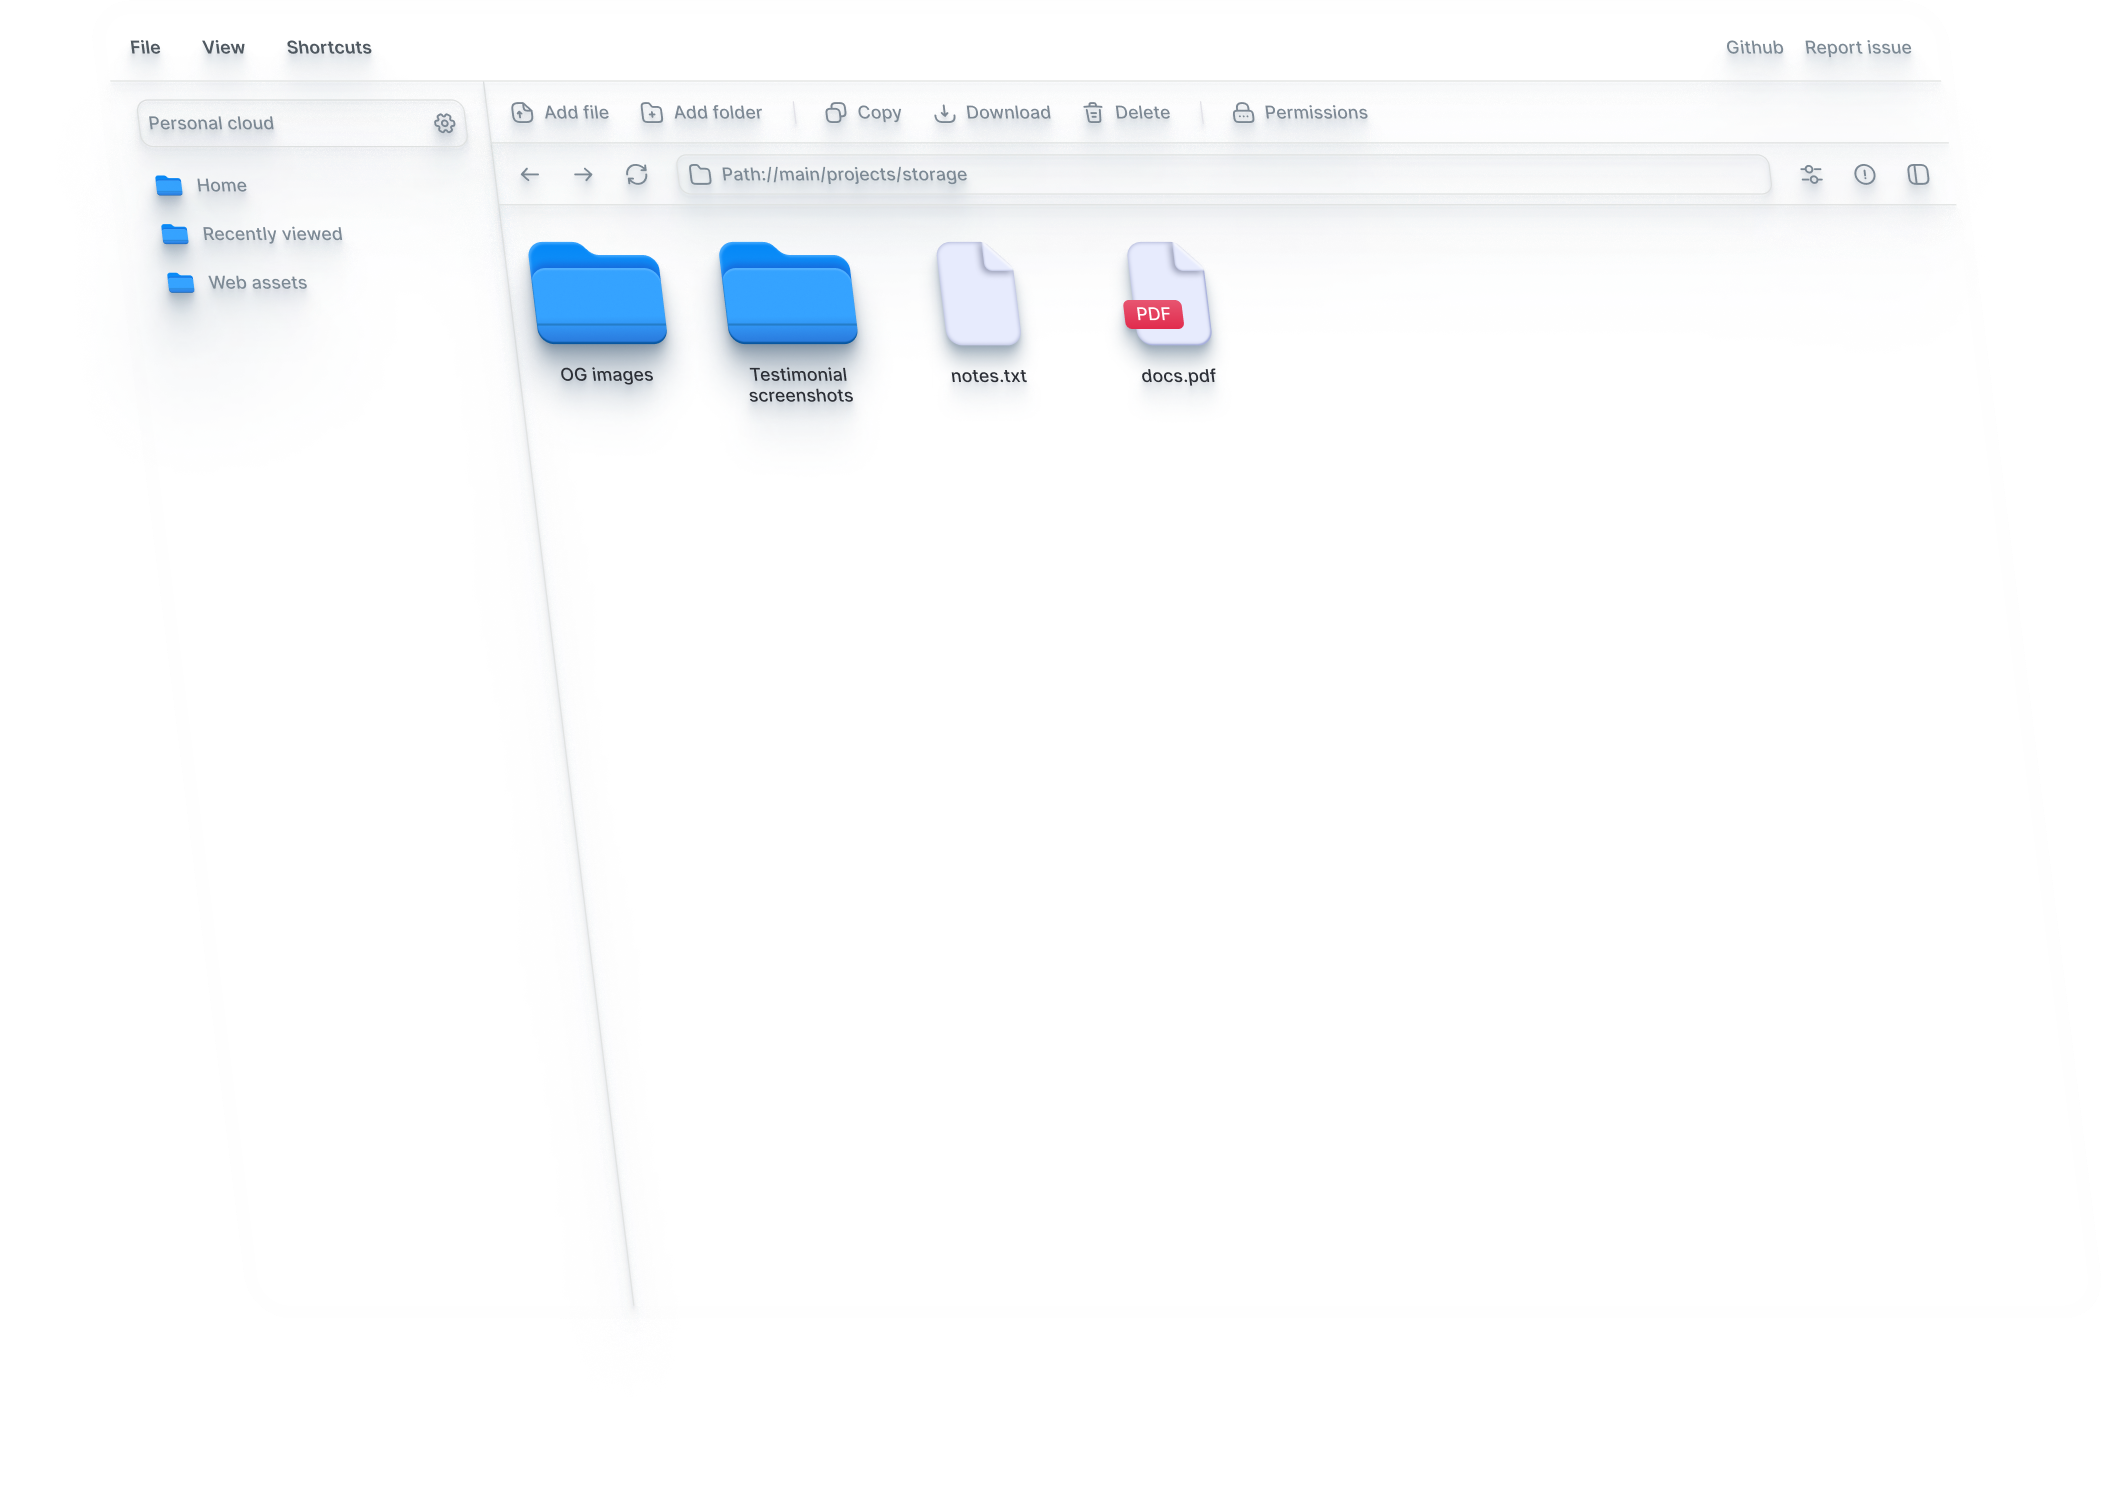 File View Shortcuts Github Report issue
Personal cloud
Add file Add folder Copy Download Delete Permissions
Path://main/projects/storage
Home
Recently viewed
Web assets
OG images
Testimonial
screenshots
notes.txt
PDF
docs.pdf